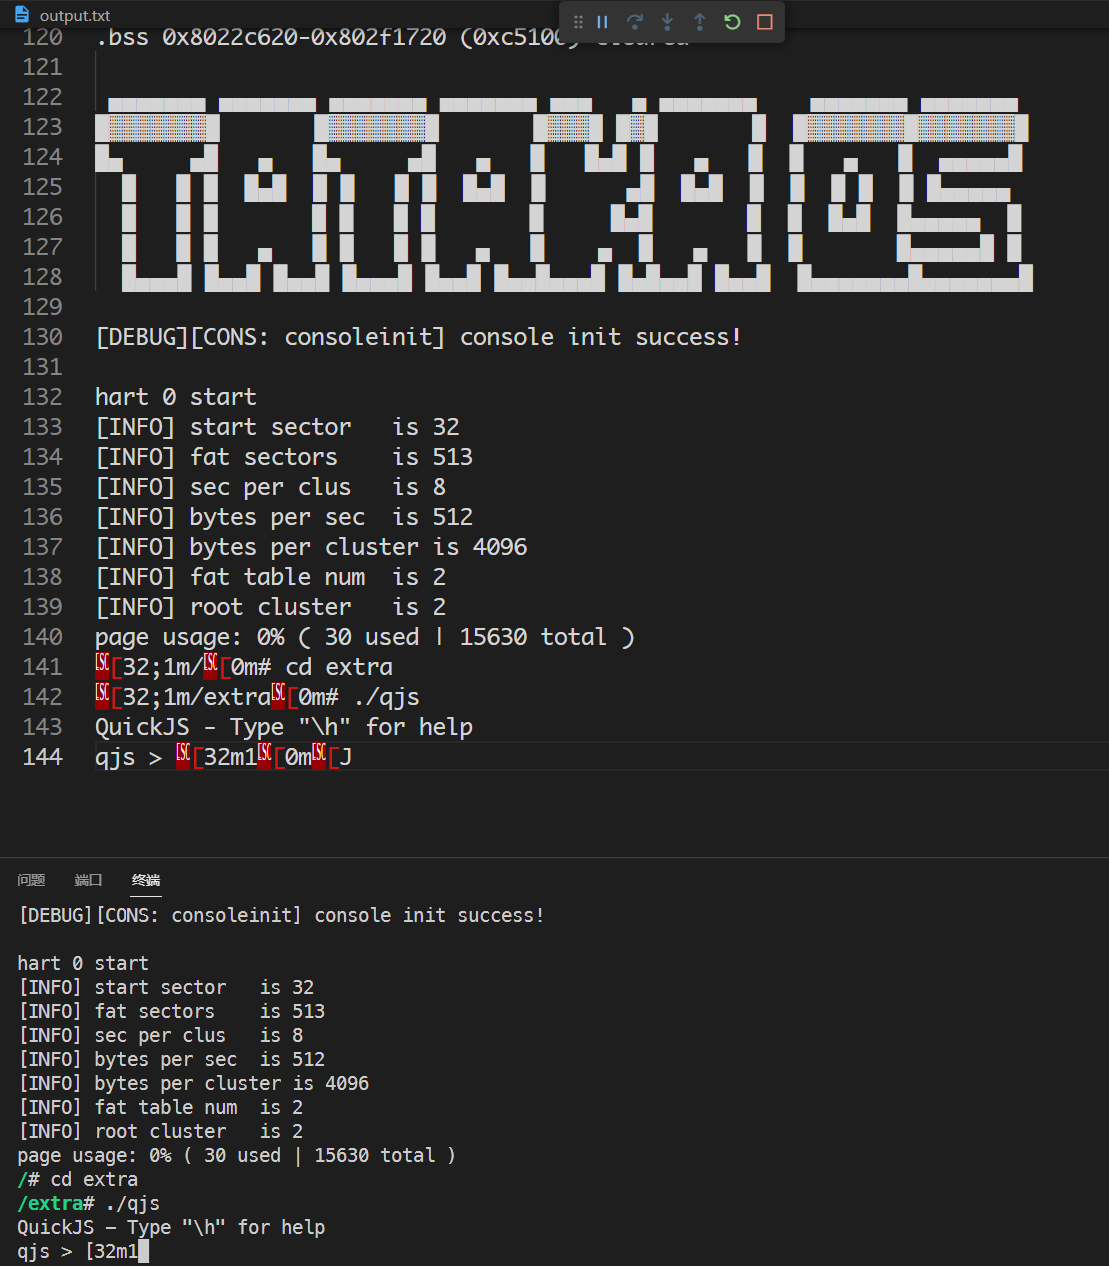 output.txt
120 .bss 0x8022c620-0x802f1720 (0xc5100) cleared
121
122
123
124
125
126
127
128
129
130 [DEBUG][CONS: consoleinit] console init success!
131
132 hart 0 start
133 [INFO] start sector   is 32
134 [INFO] fat sectors    is 513
135 [INFO] sec per clus   is 8
136 [INFO] bytes per sec  is 512
137 [INFO] bytes per cluster is 4096
138 [INFO] fat table num  is 2
139 [INFO] root cluster   is 2
140 page usage: 0% ( 30 used | 15630 total )
141 ESC[32;1m/ESC[0m# cd extra
142 ESC[32;1m/extraESC[0m# ./qjs
143 QuickJS - Type "\h" for help
144 qjs > ESC[32m1ESC[0mESC[J
问题 端口 终端
[DEBUG][CONS: consoleinit] console init success!
hart 0 start
[INFO] start sector   is 32
[INFO] fat sectors    is 513
[INFO] sec per clus   is 8
[INFO] bytes per sec  is 512
[INFO] bytes per cluster is 4096
[INFO] fat table num  is 2
[INFO] root cluster   is 2
page usage: 0% ( 30 used | 15630 total )
/# cd extra
/extra# ./qjs
QuickJS - Type "\h" for help
qjs > [32m1